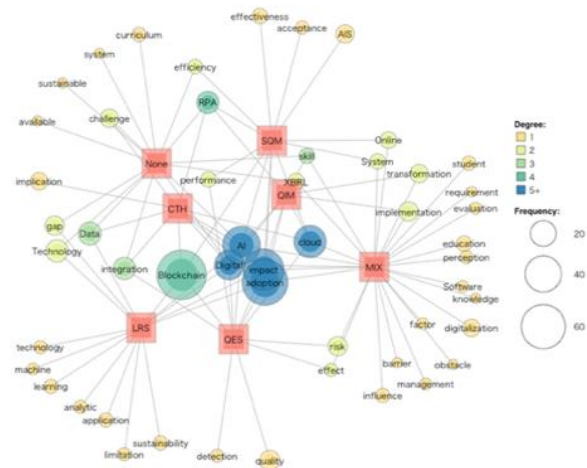 effectiveness
acceptance
AIS
curriculum
system
efficiency
sustainable
RPA
available
challenge
SQM
Online
None
skill
System
student
transformation
performance
XBRL
requirement
implication
QIM
CTH
implementation
evaluation
gap
Data
AI
cloud
education
Technology
perception
integration
Digital
impact
MIX
Blockchain
adoption
Software
knowledge
LRS
QES
factor
digitalization
technology
risk
obstacle
machine
effect
barrier
learning
management
analytic
influence
application
sustainability
limitation
detection
quality
Degree:
1
2
3
4
5+
Frequency:
20
40
60